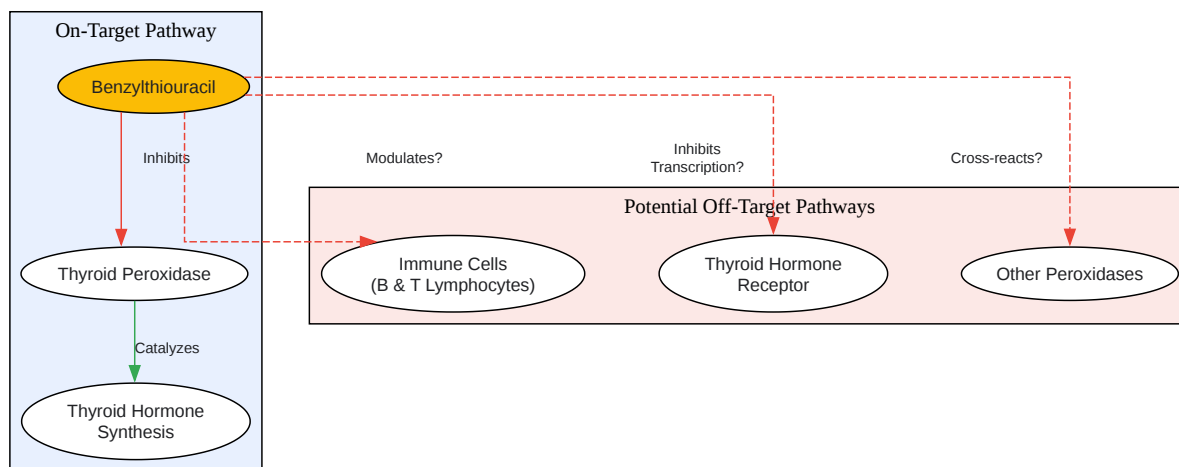 On-Target Pathway
Benzylthiouracil
Inhibits
Modulates?
Inhibits
Transcription?
Cross-reacts?
Potential Off-Target Pathways
Thyroid Peroxidase
Immune Cells
(B & T Lymphocytes)
Thyroid Hormone
Receptor
Other Peroxidases
Catalyzes
Thyroid Hormone
Synthesis